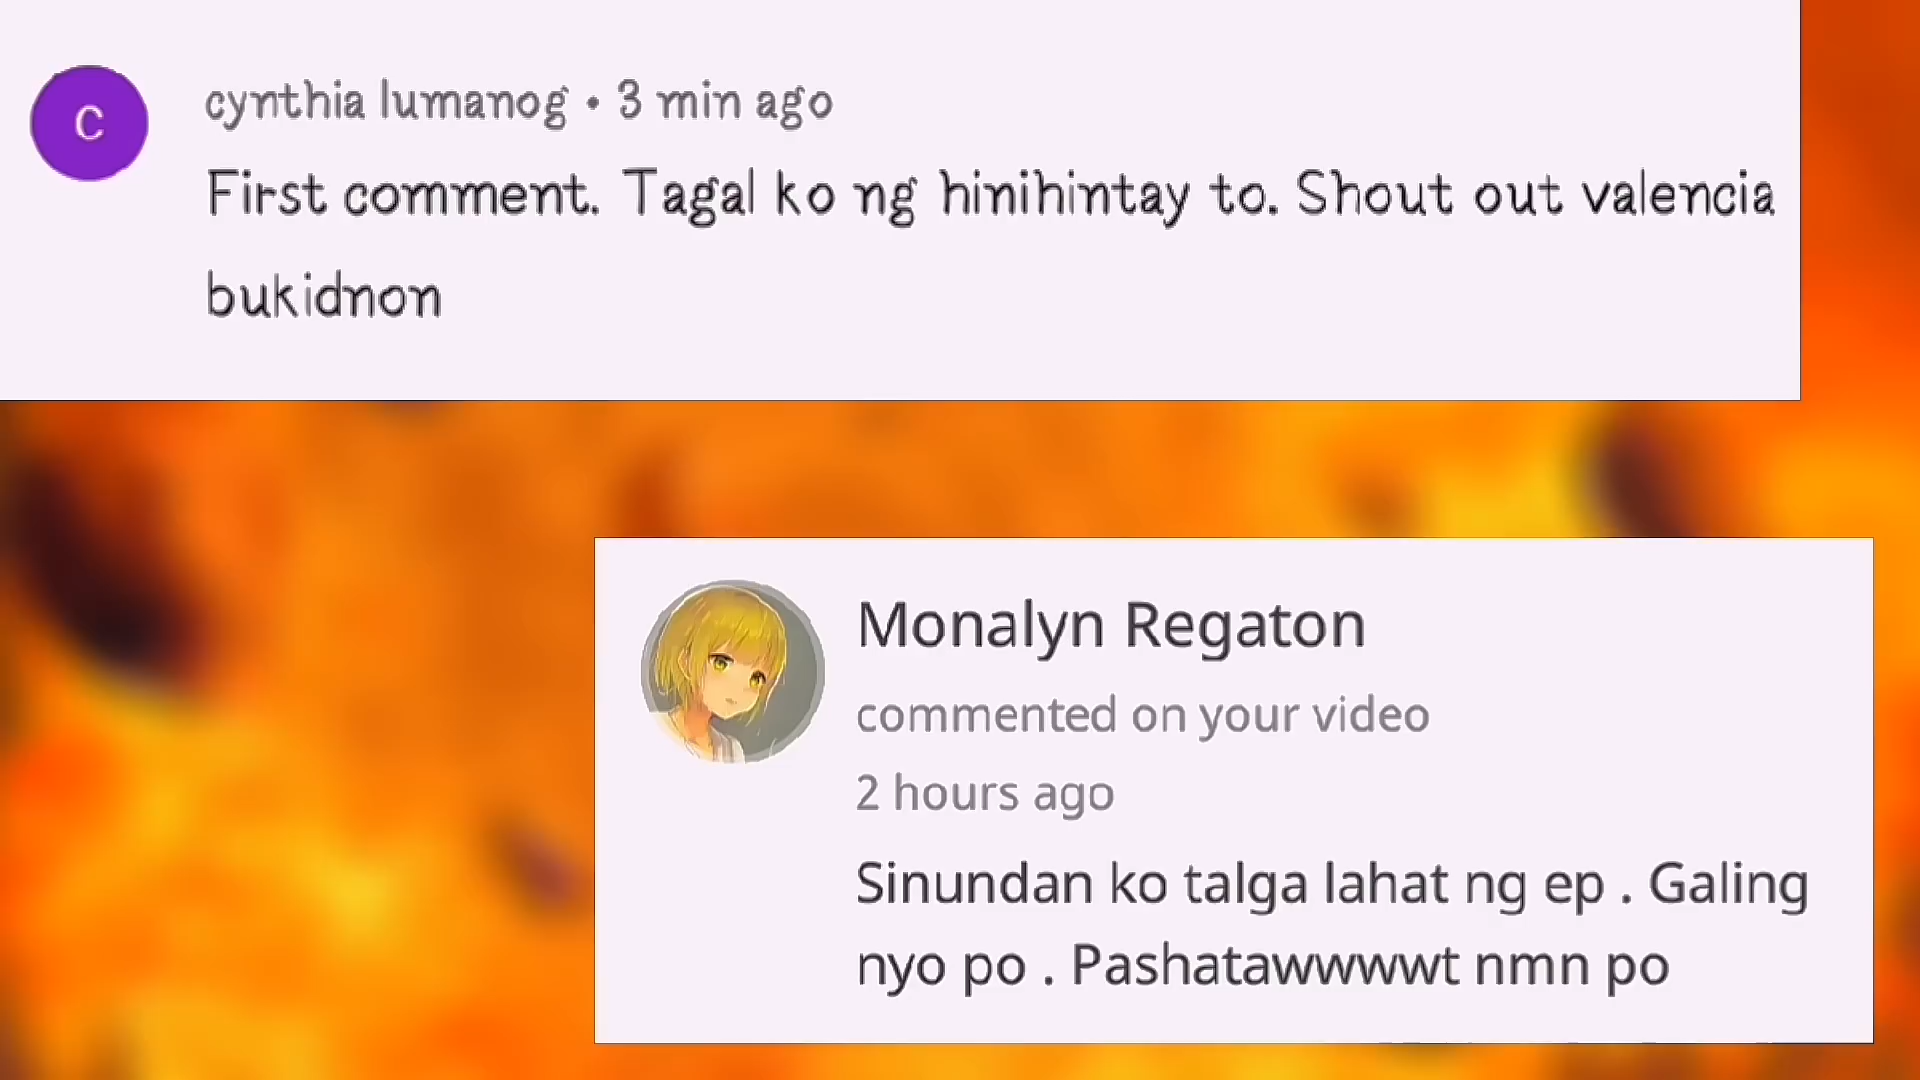 C
cynthia lumanog • 3 min ago
First comment. Tagal ko ng hinihintay to. Shout out valencia
bukidnon
Monalyn Regaton
commented on your video
2 hours ago
Sinundan ko talga lahat ng ep . Galing
nyo po . Pashatawwwwt nmn po